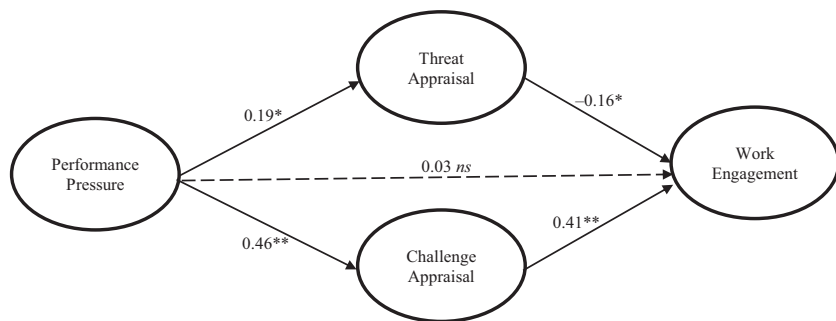 Threat
Appraisal
0.19*
–0.16*
Performance
Pressure
0.03 ns
Work
Engagement
0.46**
0.41**
Challenge
Appraisal